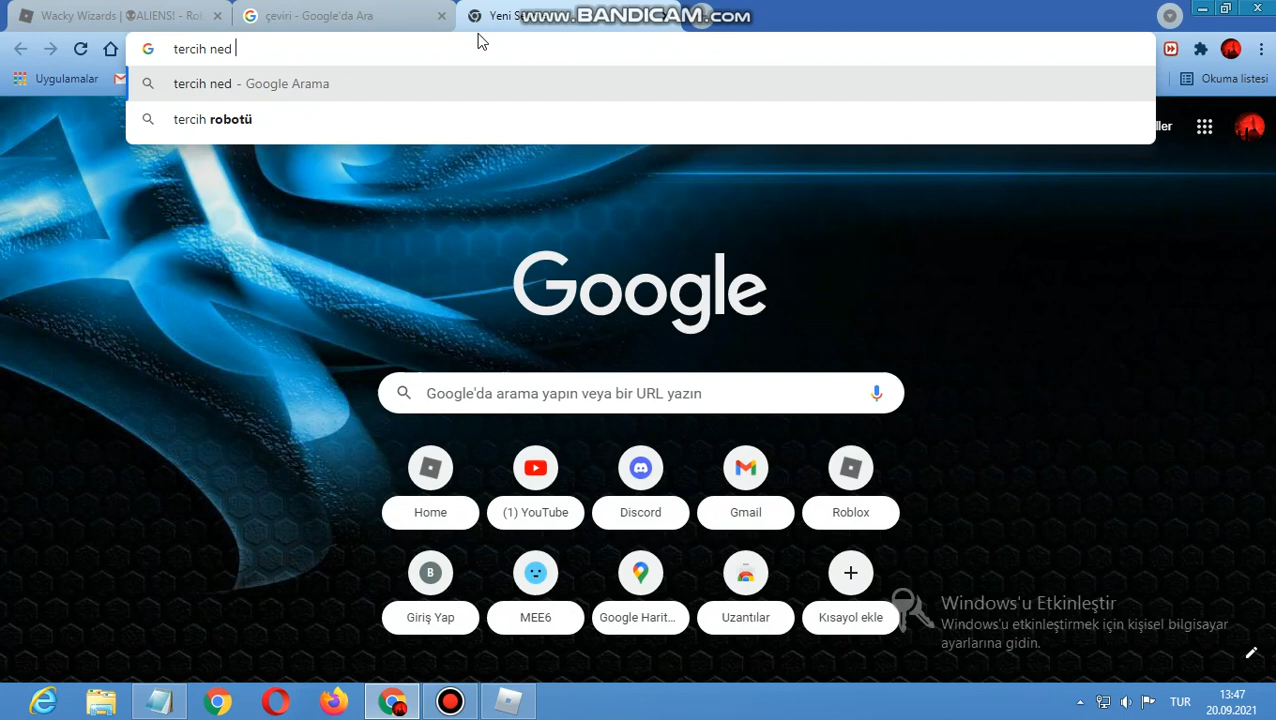 Wacky Wizards | 👽ALIENS! - Rol
çeviri - Google'da Ara
Yeni S
www.BANDICAM.com
tercih ned
Uygulamalar
Okuma listesi
tercih ned - Google Arama
tercih robotü
ller
Google
Google'da arama yapın veya bir URL yazın
Home
(1) YouTube
Discord
Gmail
Roblox
B
Giriş Yap
MEE6
Google Harit...
Uzantılar
Kısayol ekle
Windows'u Etkinleştir
Windows'u etkinleştirmek için kişisel bilgisayar
ayarlarına gidin.
TUR
13:47
20.09.2021